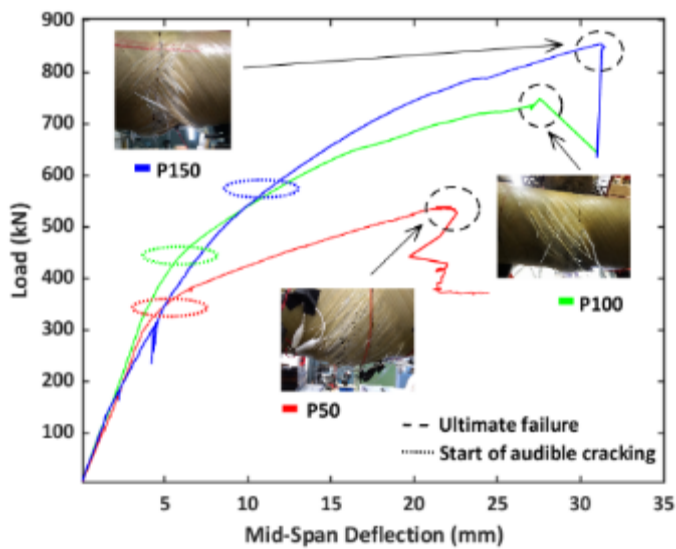 900
800
700
600
500
400
300
200
100
Load (kN)
P150
P100
P50
Ultimate failure
Start of audible cracking
5
10
15
20
25
30
35
Mid-Span Deflection (mm)